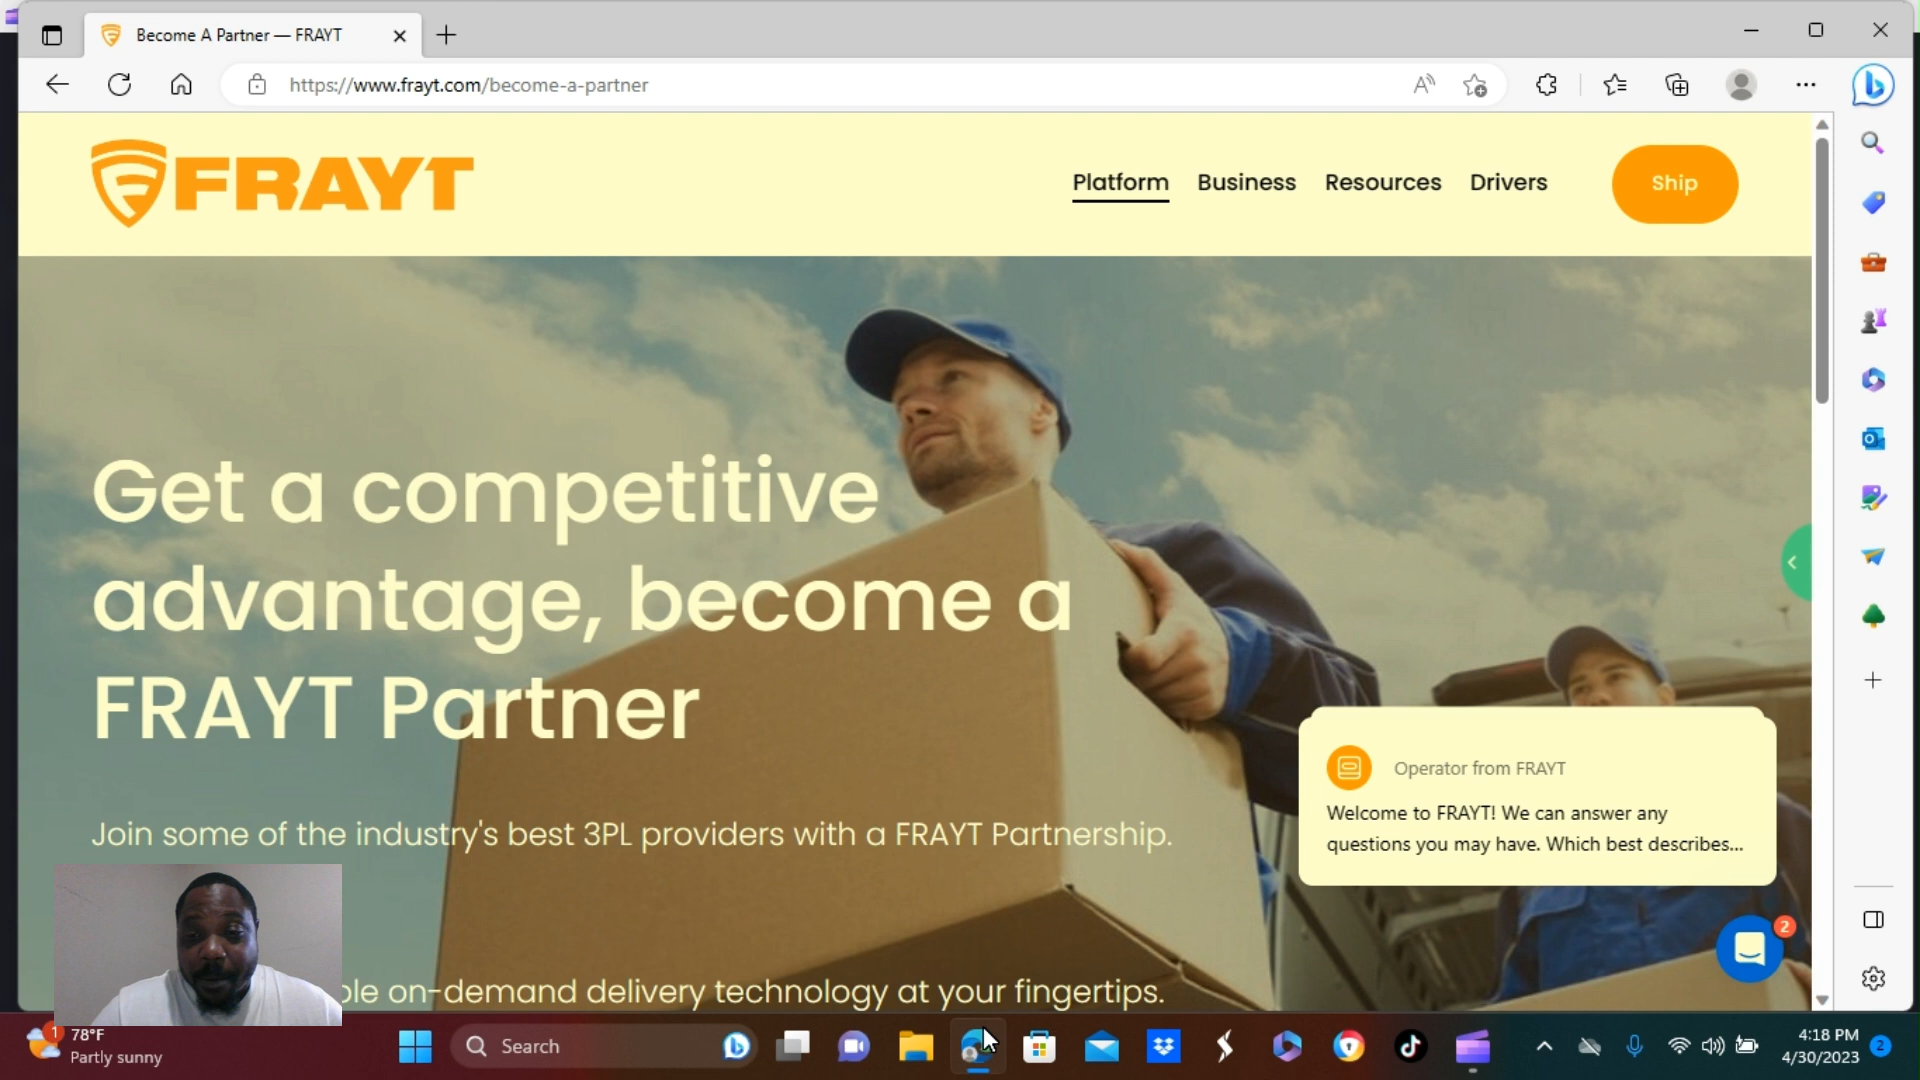 Become A Partner — FRAYT
https://www.frayt.com/become-a-partner
FRAYT
Platform
Business
Resources
Drivers
Ship
Get a competitive
advantage, become a
FRAYT Partner
Join some of the industry's best 3PL providers with a FRAYT Partnership.
on-demand delivery technology at your fingertips.
Operator from FRAYT
Welcome to FRAYT! We can answer any
questions you may have. Which best describes...
2
1
78°F
Partly sunny
Search
4:18 PM
4/30/2023
2